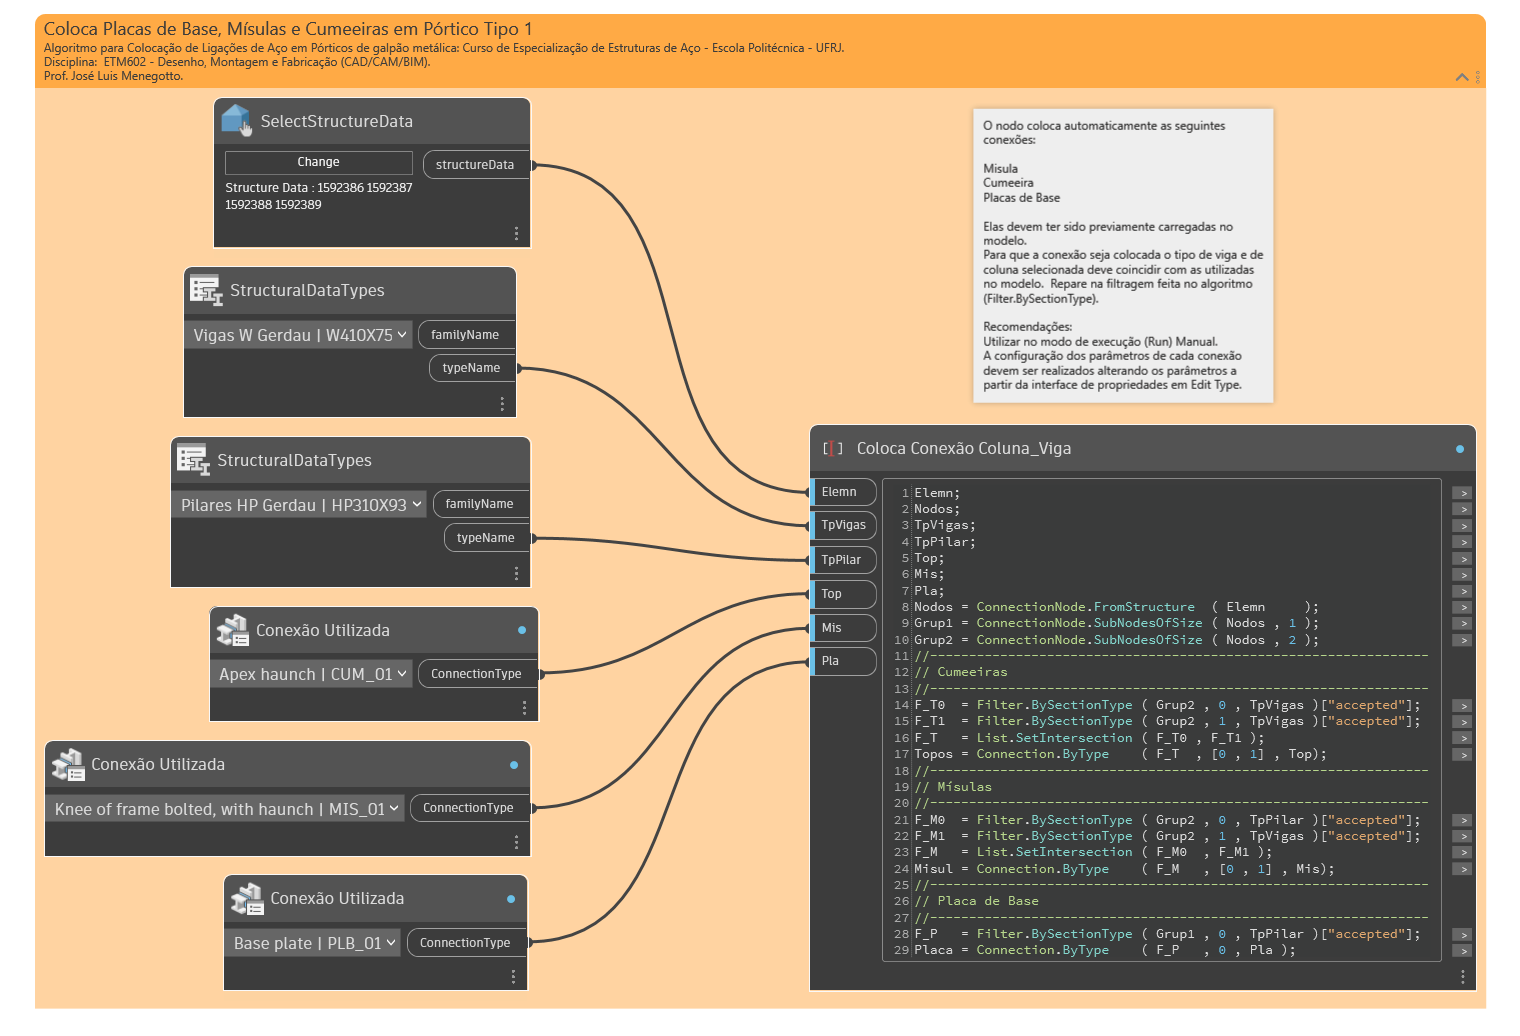 Coloca Placas de Base, Mísulas e Cumeeiras em Pórtico Tipo 1
Algoritmo para Colocação de Ligações de Aço em Pórticos de galpão metálica: Curso de Especialização de Estruturas de Aço - Escola Politécnica - UFRJ.
Disciplina:  ETM602 - Desenho, Montagem e Fabricação (CAD/CAM/BIM).
Prof. José Luis Menegotto.
SelectStructureData
Change
structureData
Structure Data : 1592386 1592387
1592388 1592389
StructuralDataTypes
Vigas W Gerdau | W410X75
familyName
typeName
StructuralDataTypes
Pilares HP Gerdau | HP310X93
familyName
typeName
Conexão Utilizada
Apex haunch | CUM_01
ConnectionType
Conexão Utilizada
Knee of frame bolted, with haunch | MIS_01
ConnectionType
Conexão Utilizada
Base plate | PLB_01
ConnectionType
O nodo coloca automaticamente as seguintes
conexões:
Misula
Cumeeira
Placas de Base
Elas devem ter sido previamente carregadas no
modelo.
Para que a conexão seja colocada o tipo de viga e de
coluna selecionada deve coincidir com as utilizadas
no modelo.  Repare na filtragem feita no algoritmo
(Filter.BySectionType).
Recomendações:
Utilizar no modo de execução (Run) Manual.
A configuração dos parâmetros de cada conexão
devem ser realizados alterando os parâmetros a
partir da interface de propriedades em Edit Type.
[I] Coloca Conexão Coluna_Viga
Elemn
TpVigas
TpPilar
Top
Mis
Pla
1 Elemn; >
2 Nodos; >
3 TpVigas; >
4 TpPilar; >
5 Top; >
6 Mis; >
7 Pla; >
8 Nodos = ConnectionNode.FromStructure  ( Elemn     ); >
9 Grup1 = ConnectionNode.SubNodesOfSize ( Nodos , 1 ); >
10 Grup2 = ConnectionNode.SubNodesOfSize ( Nodos , 2 ); >
11 //----------------------------------------------------------------
12 // Cumeeiras
13 //----------------------------------------------------------------
14 F_T0  = Filter.BySectionType ( Grup2 , 0 , TpVigas )["accepted"]; >
15 F_T1  = Filter.BySectionType ( Grup2 , 1 , TpVigas )["accepted"]; >
16 F_T   = List.SetIntersection ( F_T0 , F_T1 ); >
17 Topos = Connection.ByType    ( F_T  , [0 , 1] , Top); >
18 //----------------------------------------------------------------
19 // Mísulas
20 //----------------------------------------------------------------
21 F_M0  = Filter.BySectionType ( Grup2 , 0 , TpPilar )["accepted"]; >
22 F_M1  = Filter.BySectionType ( Grup2 , 1 , TpVigas )["accepted"]; >
23 F_M   = List.SetIntersection ( F_M0  , F_M1 ); >
24 Misul = Connection.ByType    ( F_M   , [0 , 1] , Mis); >
25 //----------------------------------------------------------------
26 // Placa de Base
27 //----------------------------------------------------------------
28 F_P   = Filter.BySectionType ( Grup1 , 0 , TpPilar )["accepted"]; >
29 Placa = Connection.ByType    ( F_P   , 0 , Pla ); >